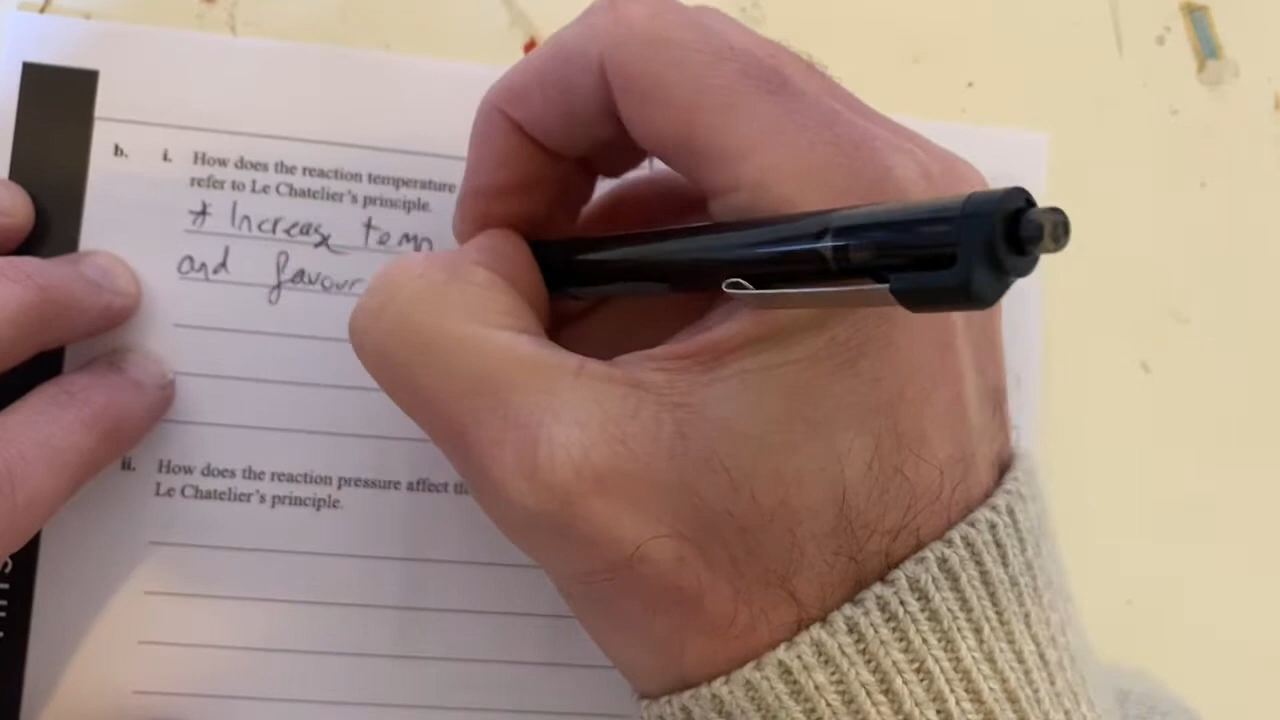 b. i. How does the reaction temperature
refer to Le Chatelier's principle.
* Increase temp
and favour
ii. How does the reaction pressure affect
Le Chatelier's principle.